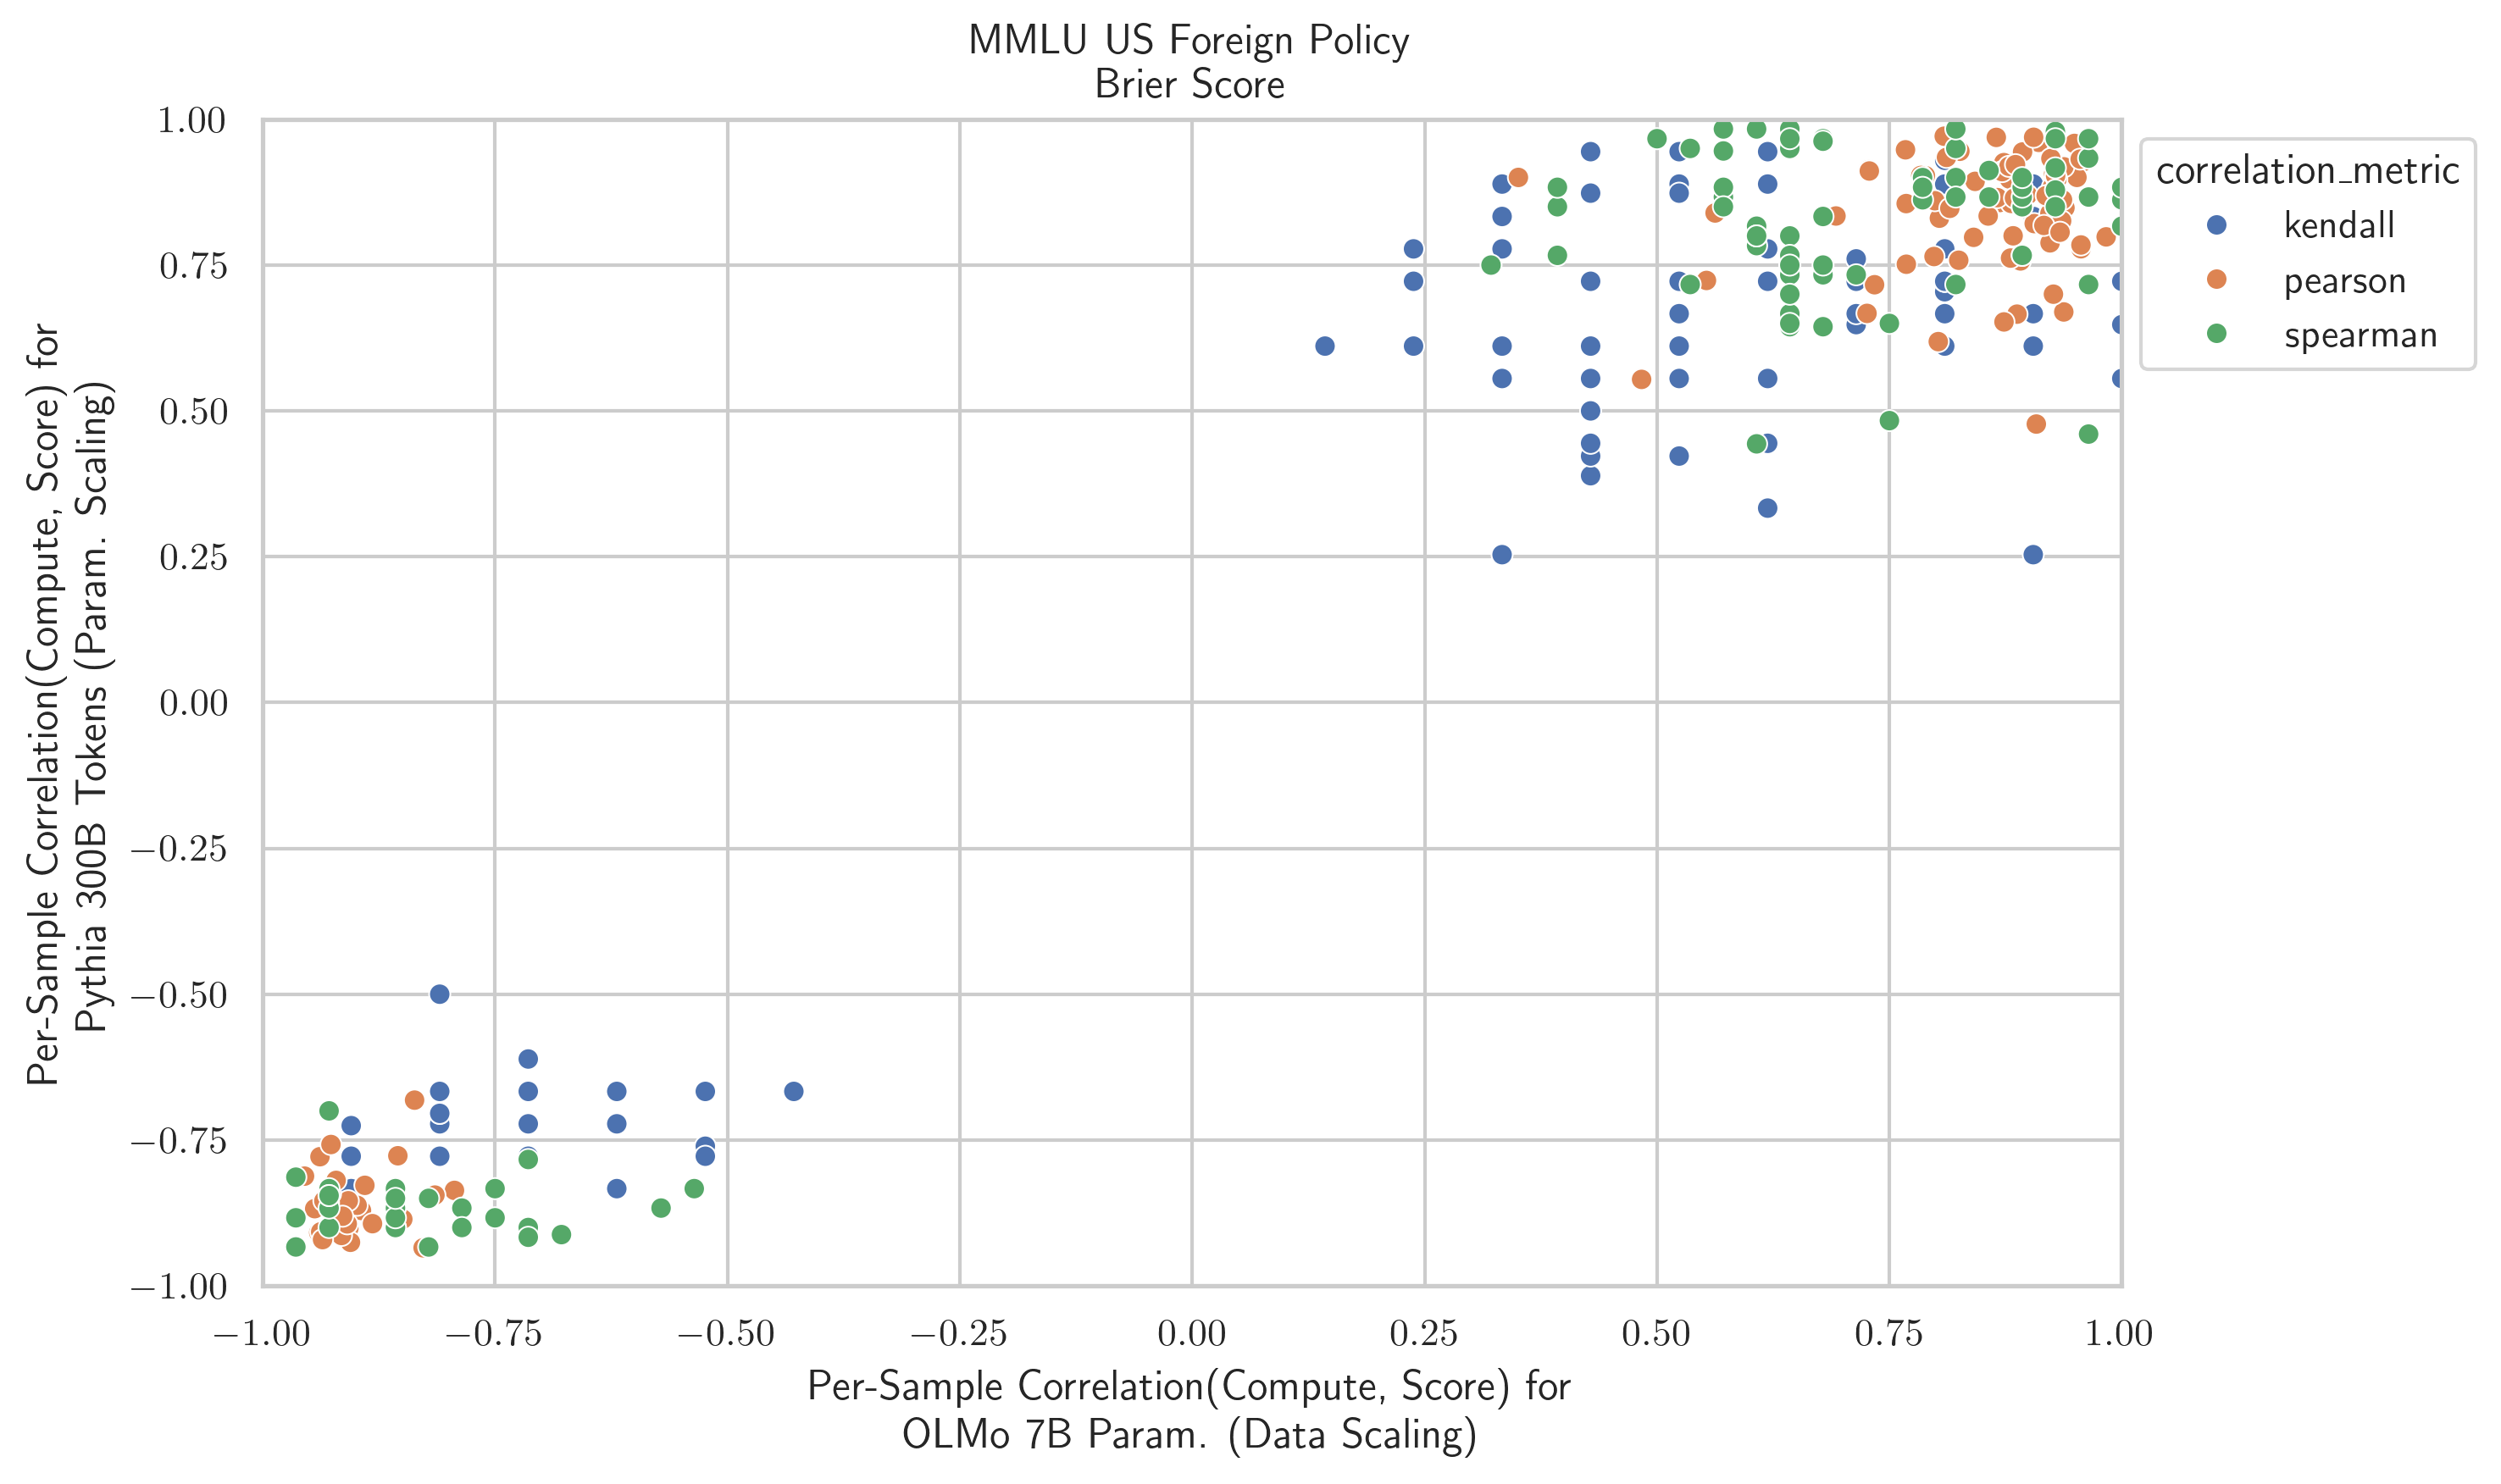 MMLU US Foreign Policy
Brier Score
Per-Sample Correlation(Compute, Score) for
Pythia 300B Tokens (Param. Scaling)
1.00
0.75
0.50
0.25
0.00
−0.25
−0.50
−0.75
−1.00
−1.00
−0.75
−0.50
−0.25
0.00
0.25
0.50
0.75
1.00
Per-Sample Correlation(Compute, Score) for
OLMo 7B Param. (Data Scaling)
correlation_metric
kendall
pearson
spearman